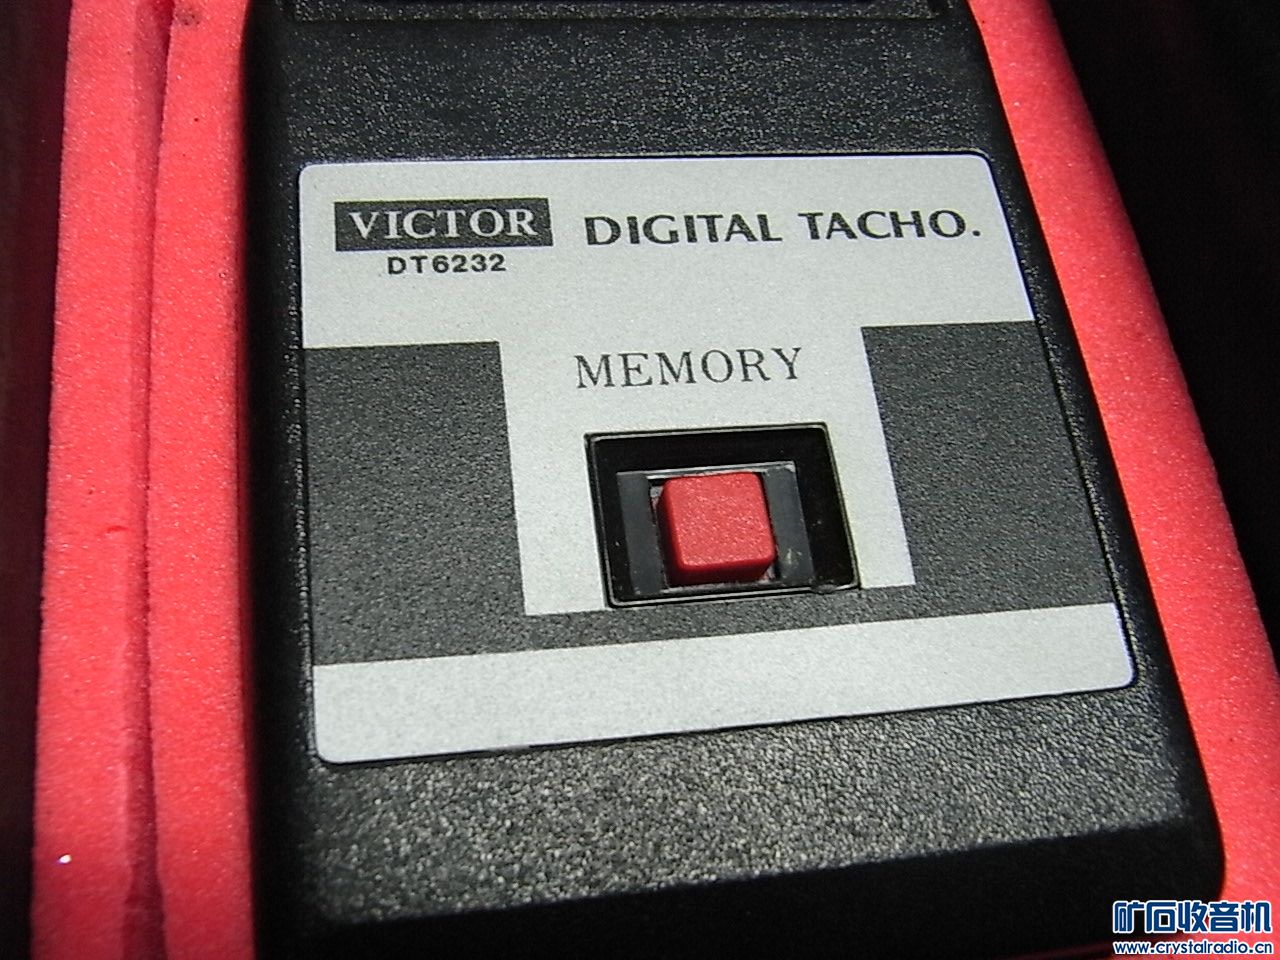 VICTOR DIGITAL TACHO.
DT6232
MEMORY
矿石收音机
www.crystalradio.cn